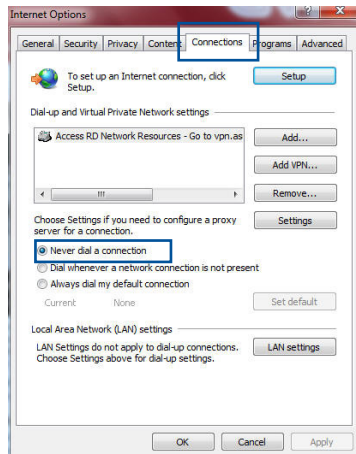 Internet Options
General Security Privacy Content Connections Programs Advanced
To set up an Internet connection, click
Setup.
Setup
Dial-up and Virtual Private Network settings
Access RD Network Resources - Go to vpn.as
Add...
Add VPN...
Remove...
Choose Settings if you need to configure a proxy
server for a connection.
Settings
Never dial a connection
Dial whenever a network connection is not present
Always dial my default connection
Current None
Set default
Local Area Network (LAN) settings
LAN Settings do not apply to dial-up connections.
Choose Settings above for dial-up settings.
LAN settings
OK Cancel Apply